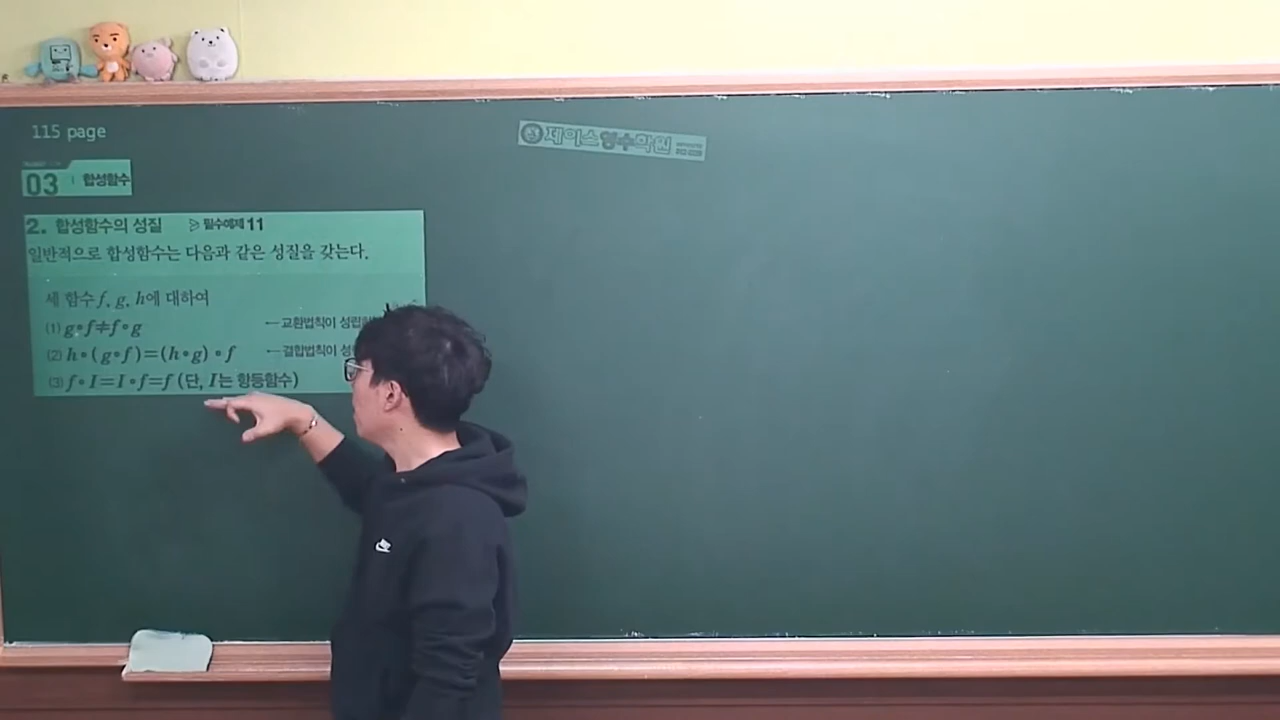 115 page
03 합성함수
2. 합성함수의 성질 ▷ 필수예제 11
일반적으로 합성함수는 다음과 같은 성질을 갖는다.
세 함수 f, g, h에 대하여
(1) g∘f≠f∘g ←교환법칙이 성립
(2) h∘(g∘f)=(h∘g)∘f ←결합법칙이
(3) f∘I=I∘f=f (단, I는 항등함수)
제이스영수학원